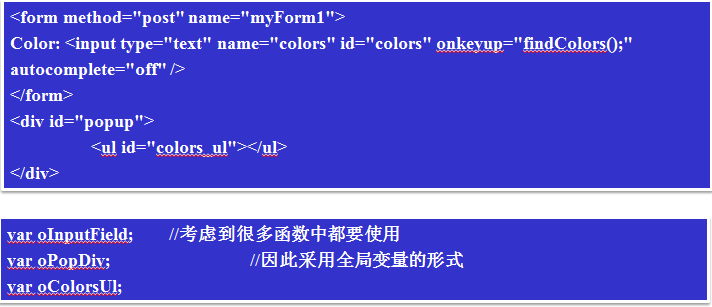 <form method="post" name="myForm1">
Color: <input type="text" name="colors" id="colors" onkeyup="findColors();"
autocomplete="off" />
</form>
<div id="popup">
<ul id="colors_ul"></ul>
</div>
var oInputField; //考虑到很多函数中都要使用
var oPopDiv; //因此采用全局变量的形式
var oColorsUl;